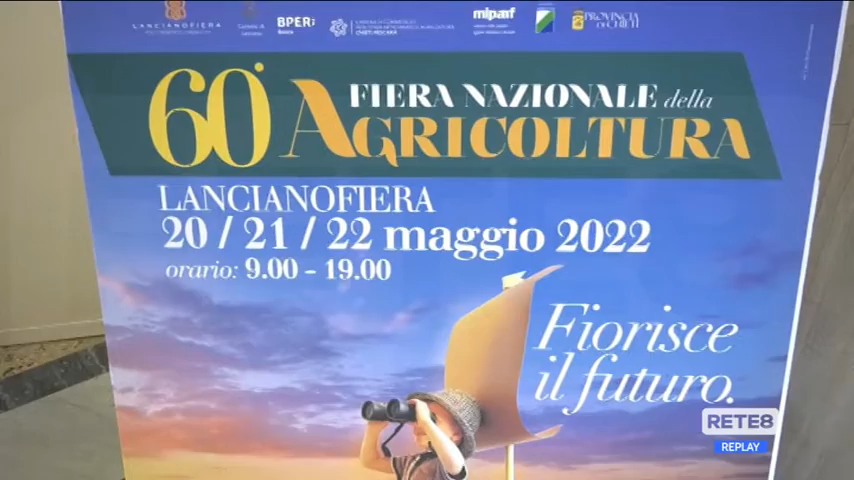 LANCIANOFIERA
BPER:
Banca
mipaaf
PROVINCIA
DI CHIETI
60° FIERA NAZIONALE della
AGRICOLTURA
LANCIANOFIERA
20 / 21 / 22 maggio 2022
orario: 9.00 - 19.00
Fiorisce
il futuro.
RETE8
REPLAY